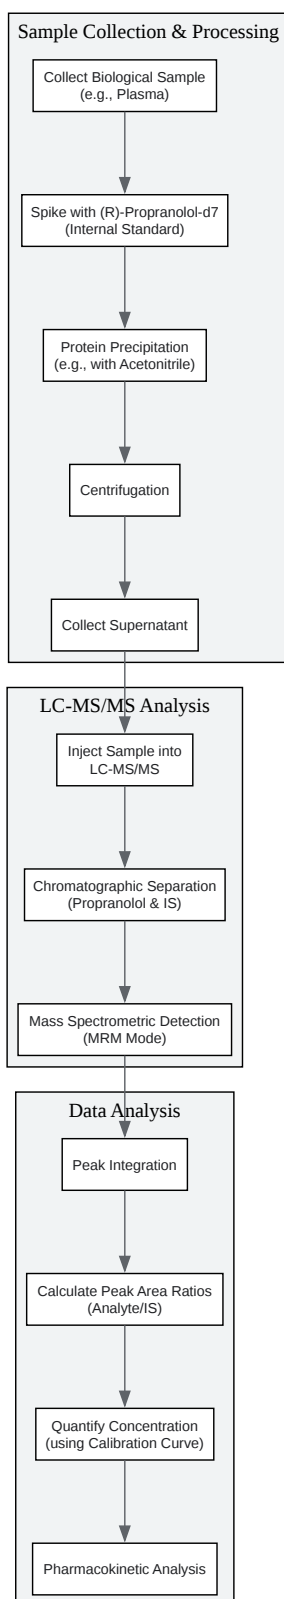 Sample Collection & Processing
Collect Biological Sample
(e.g., Plasma)
Spike with (R)-Propranolol-d7
(Internal Standard)
Protein Precipitation
(e.g., with Acetonitrile)
Centrifugation
Collect Supernatant
LC-MS/MS Analysis
Inject Sample into
LC-MS/MS
Chromatographic Separation
(Propranolol & IS)
Mass Spectrometric Detection
(MRM Mode)
Data Analysis
Peak Integration
Calculate Peak Area Ratios
(Analyte/IS)
Quantify Concentration
(using Calibration Curve)
Pharmacokinetic Analysis